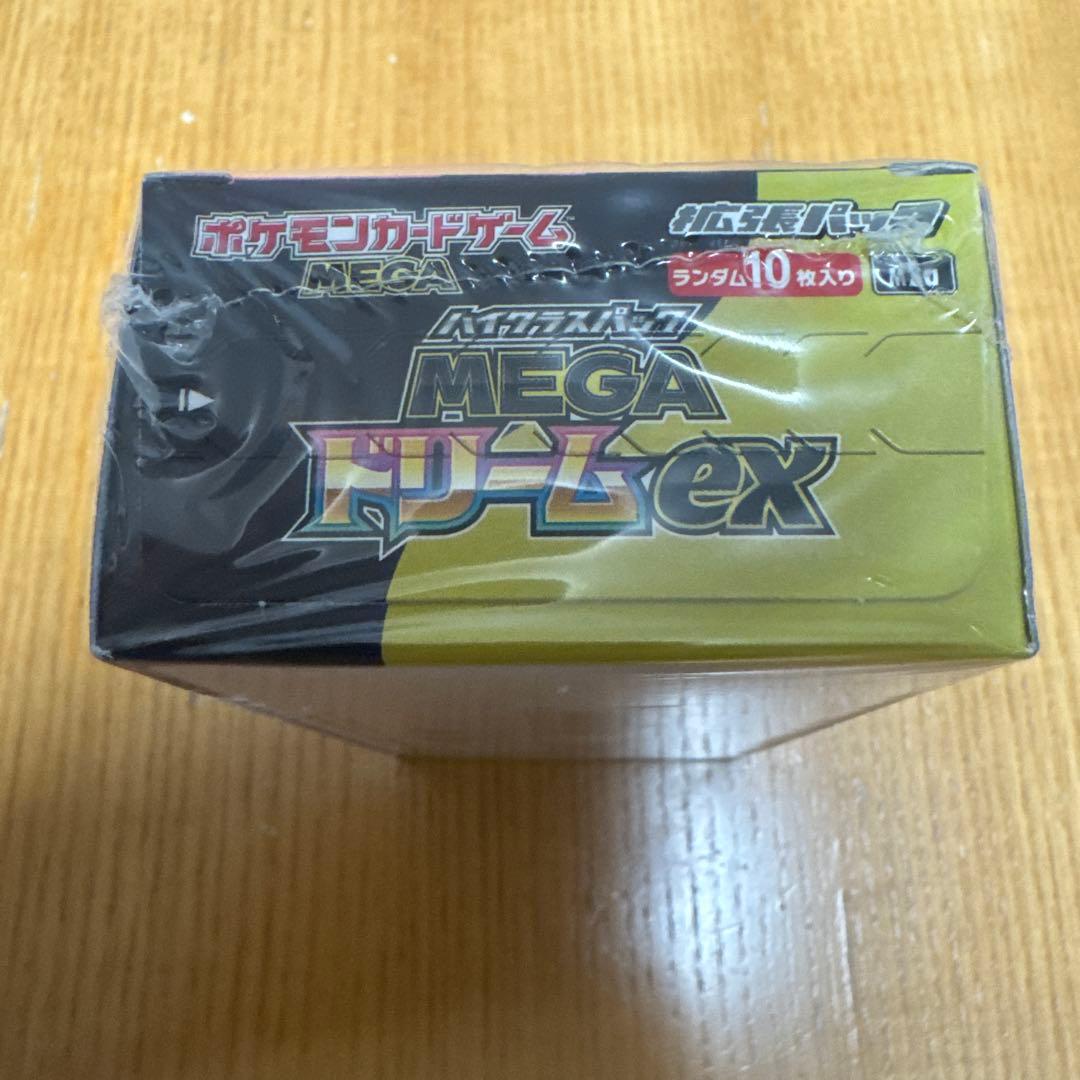 ポケモンカードゲーム
MEGA
拡張パック
ランダム10枚入り
ハイクラスパック
MEGA
ドリームex